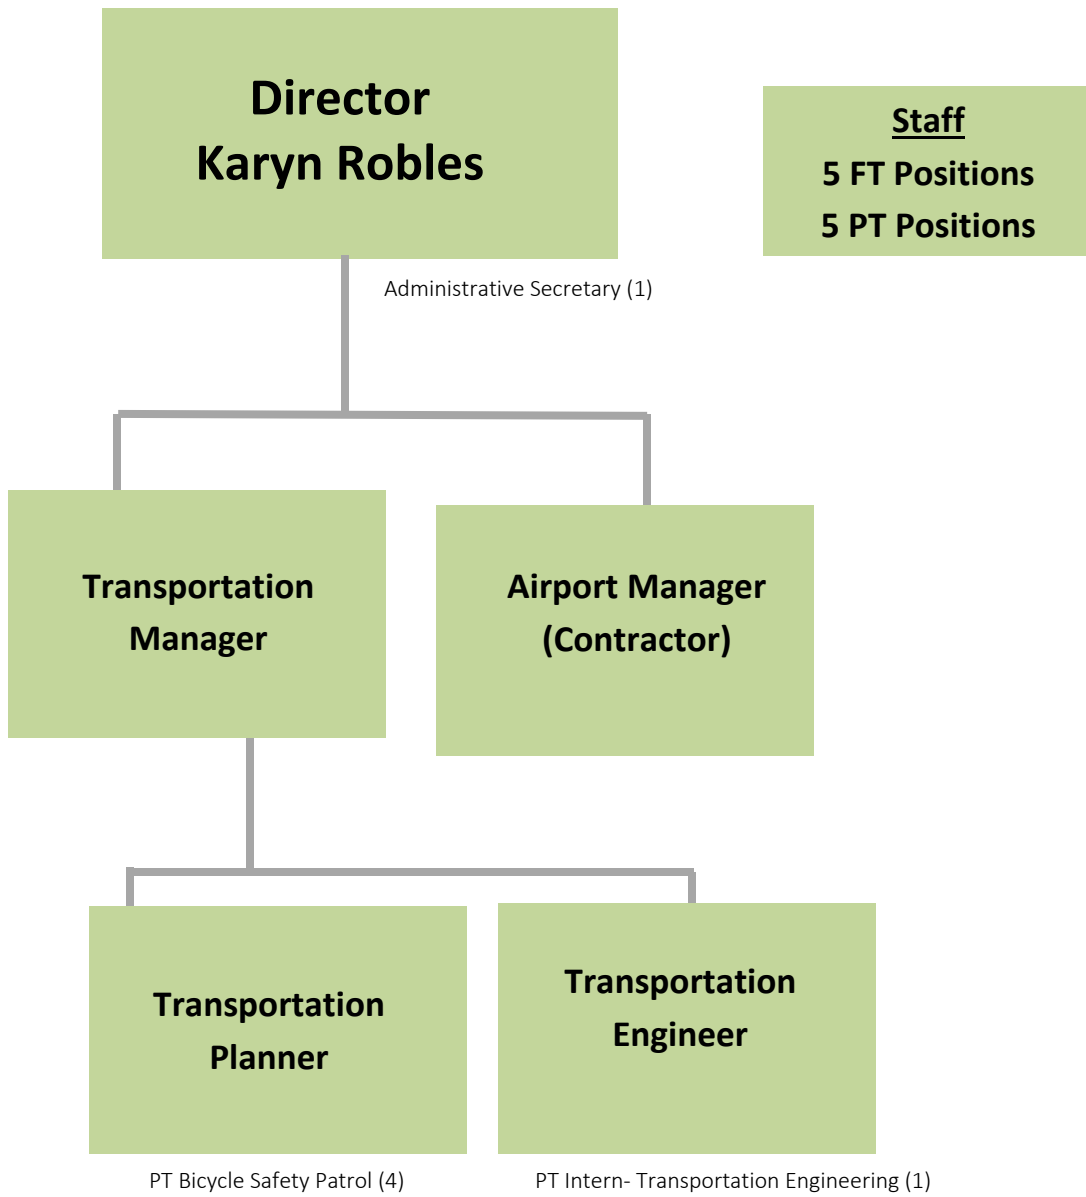 Director
Karyn Robles
Staff
5 FT Positions
5 PT Positions
Administrative Secretary (1)
Transportation
Manager
Airport Manager
(Contractor)
Transportation
Planner
Transportation
Engineer
PT Bicycle Safety Patrol (4)
PT Intern- Transportation Engineering (1)